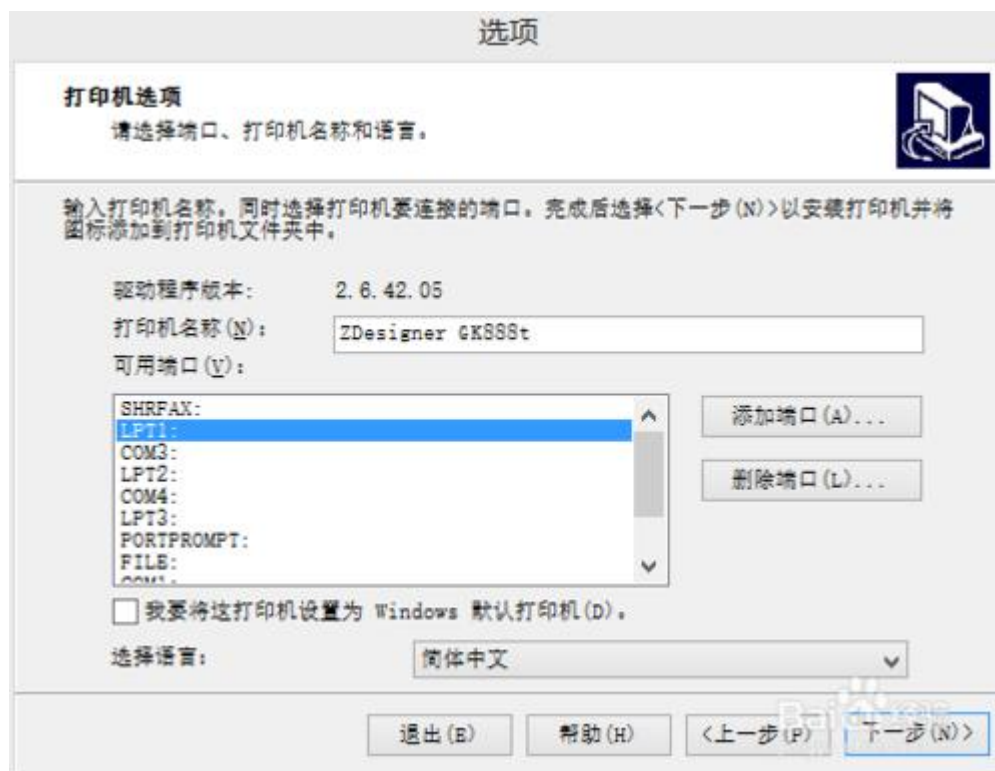 选项
打印机选项
请选择端口、打印机名称和语言。
输入打印机名称。同时选择打印机要连接的端口。完成后选择<下一步(N)>以安装打印机并将
图标添加到打印机文件夹中。
驱动程序版本: 2.6.42.05
打印机名称(N): ZDesigner GK888t
可用端口(V):
SHRFAX:
LPT1:
COM3:
LPT2:
COM4:
LPT3:
PORTPROMPT:
FILE:
COM1:
添加端口(A)...
删除端口(L)...
我要将这打印机设置为 Windows 默认打印机(D)。
选择语言: 简体中文
退出(E) 帮助(H) <上一步(P) 下一步(N)>